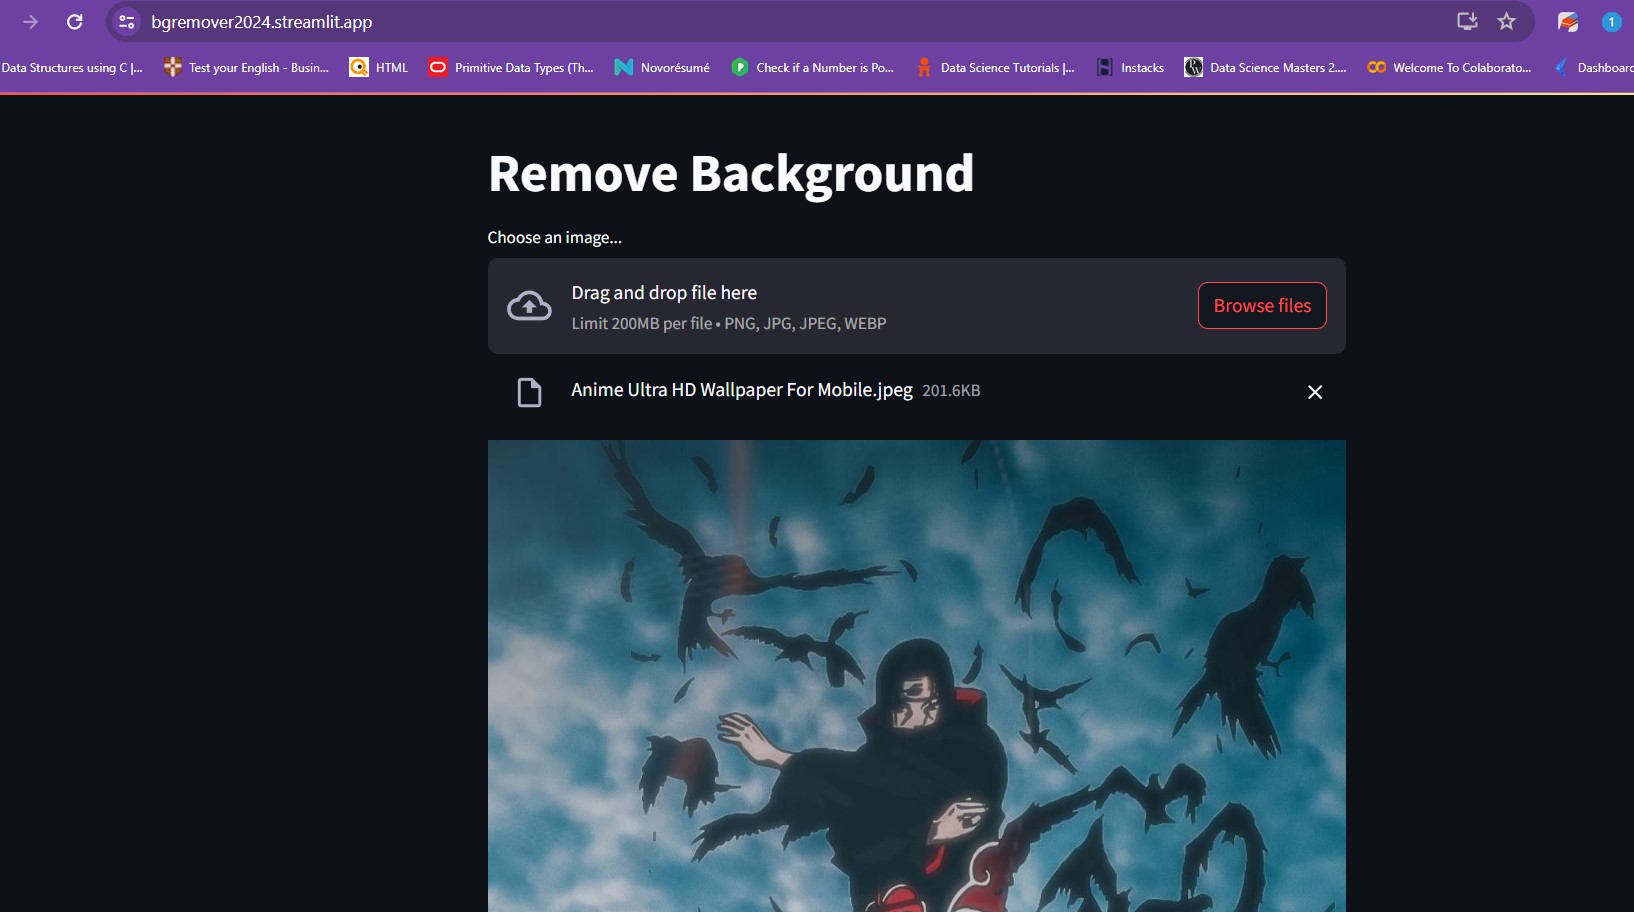 bgremover2024.streamlit.app
1
Data Structures using C |...
Test your English - Busin...
HTML
Primitive Data Types (Th...
Novorésumé
Check if a Number is Po...
Data Science Tutorials |...
Instacks
Data Science Masters 2....
Welcome To Colaborato...
Dashboard
Remove Background
Choose an image...
Drag and drop file here
Limit 200MB per file • PNG, JPG, JPEG, WEBP
Browse files
Anime Ultra HD Wallpaper For Mobile.jpeg 201.6KB